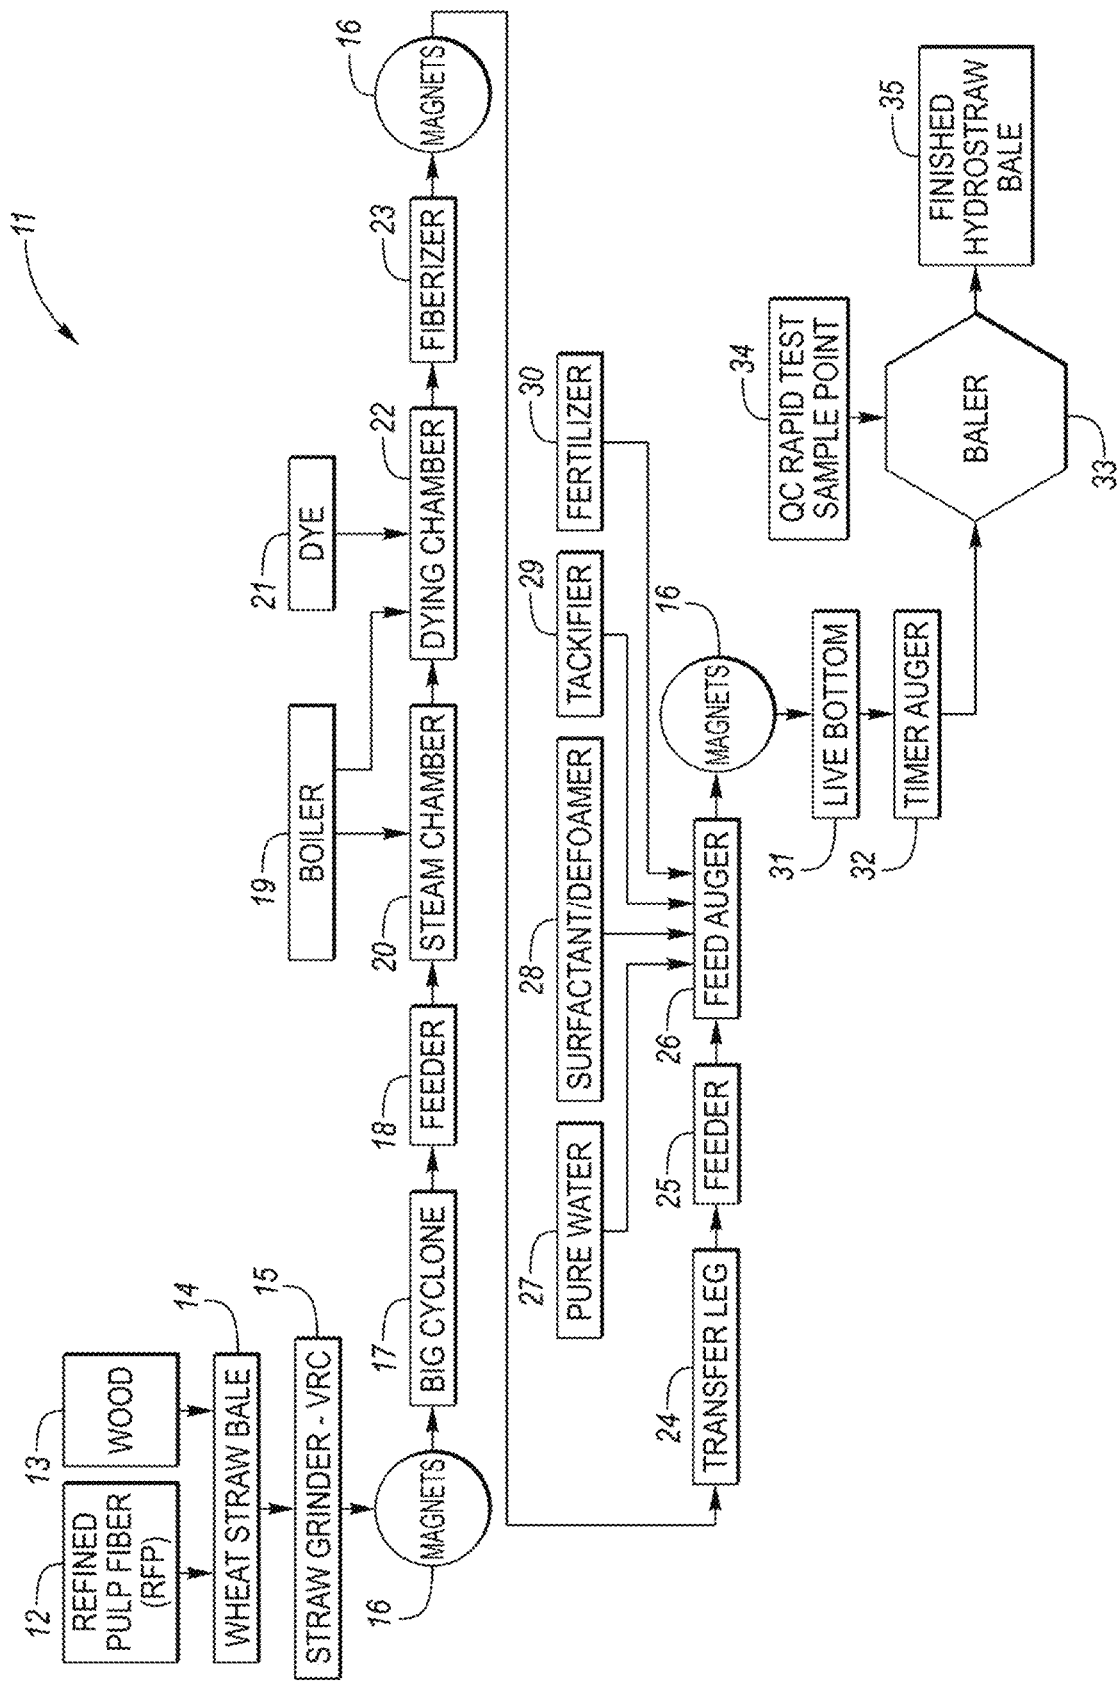 11
12
REFINED
PULP FIBER
(RFP)
13
WOOD
14
WHEAT STRAW BALE
15
STRAW GRINDER - VRC
16
MAGNETS
17
BIG CYCLONE
18
FEEDER
19
BOILER
20
STEAM CHAMBER
21
DYE
22
DYING CHAMBER
23
FIBERIZER
16
MAGNETS
24
TRANSFER LEG
25
FEEDER
26
FEED AUGER
27
PURE WATER
28
SURFACTANT/DEFOAMER
29
TACKIFIER
30
FERTILIZER
16
MAGNETS
31
LIVE BOTTOM
32
TIMER AUGER
33
BALER
34
QC RAPID TEST
SAMPLE POINT
35
FINISHED
HYDROSTRAW
BALE